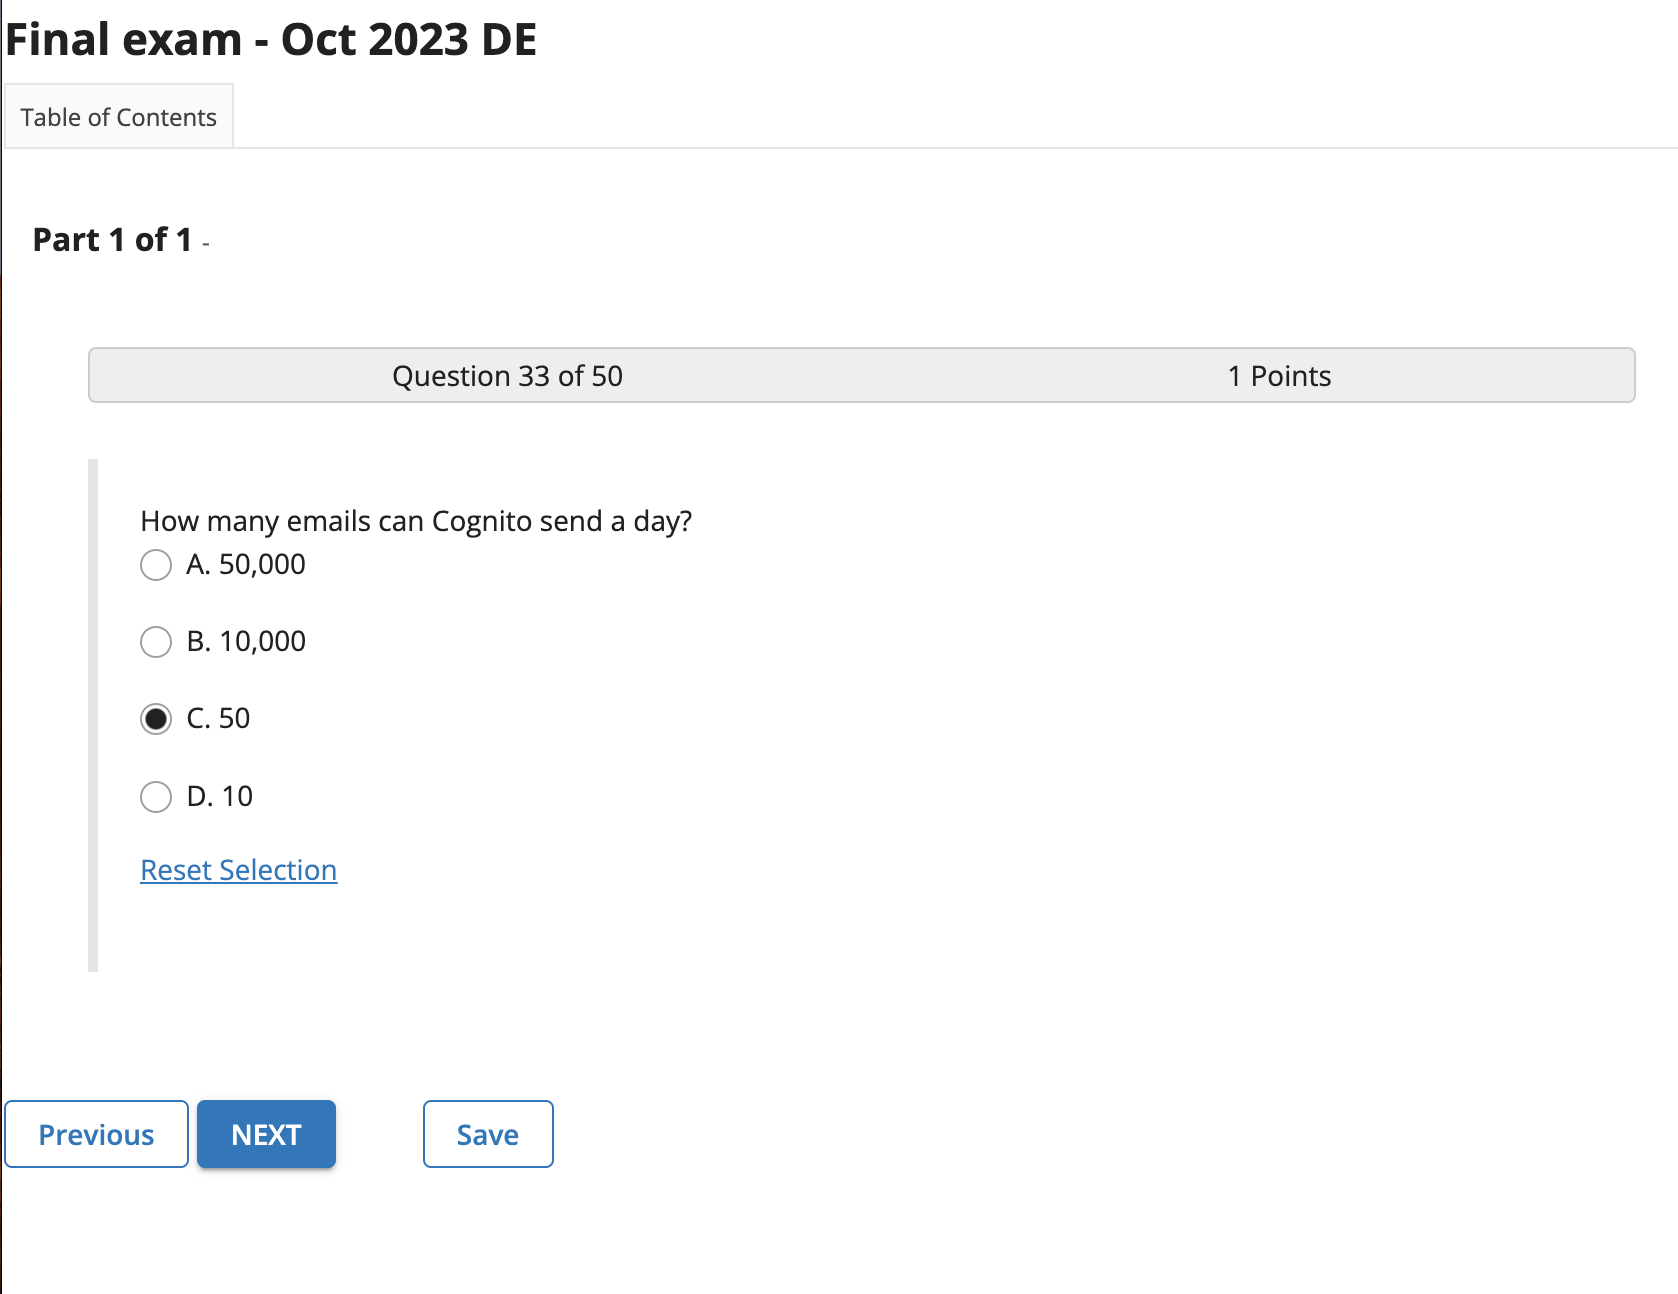 Final exam - Oct 2023 DE
Table of Contents
Part 1 of 1 -
Question 33 of 50 1 Points
How many emails can Cognito send a day?
A. 50,000
B. 10,000
C. 50
D. 10
Reset Selection
Previous NEXT Save